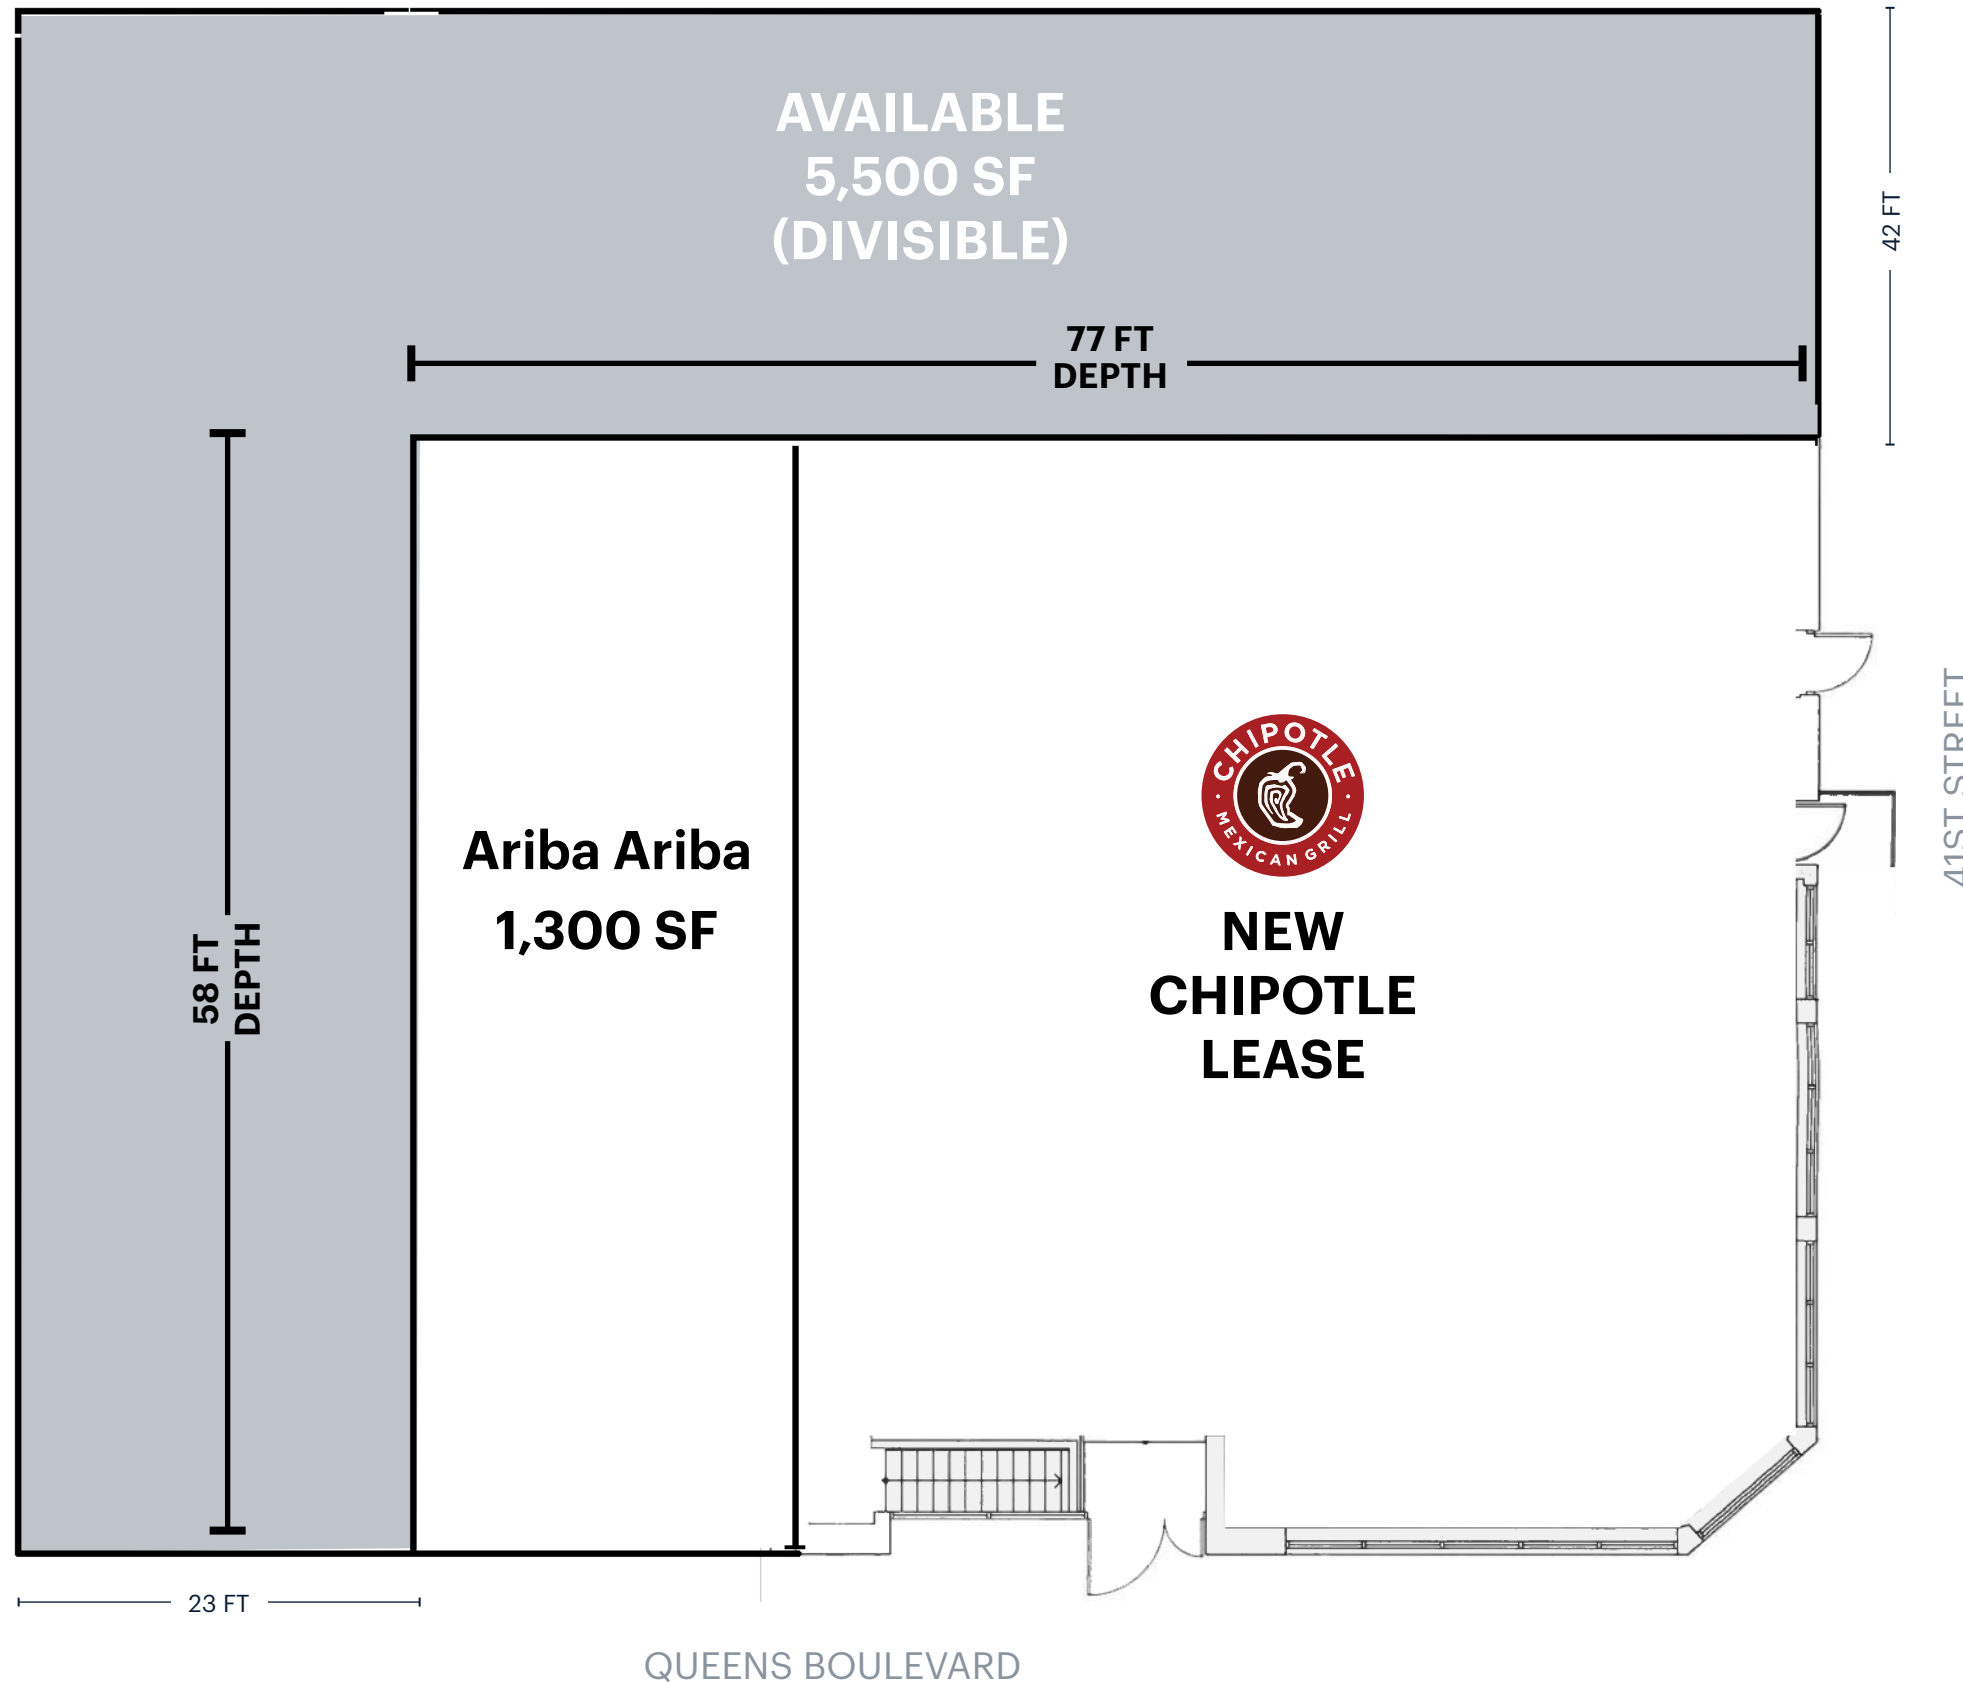 AVAILABLE
5,500 SF
(DIVISIBLE)
42 FT
77 FT
DEPTH
58 FT
DEPTH
Ariba Ariba
1,300 SF
CHIPOTLE
MEXICAN GRILL
NEW
CHIPOTLE
LEASE
41ST STREET
23 FT
QUEENS BOULEVARD